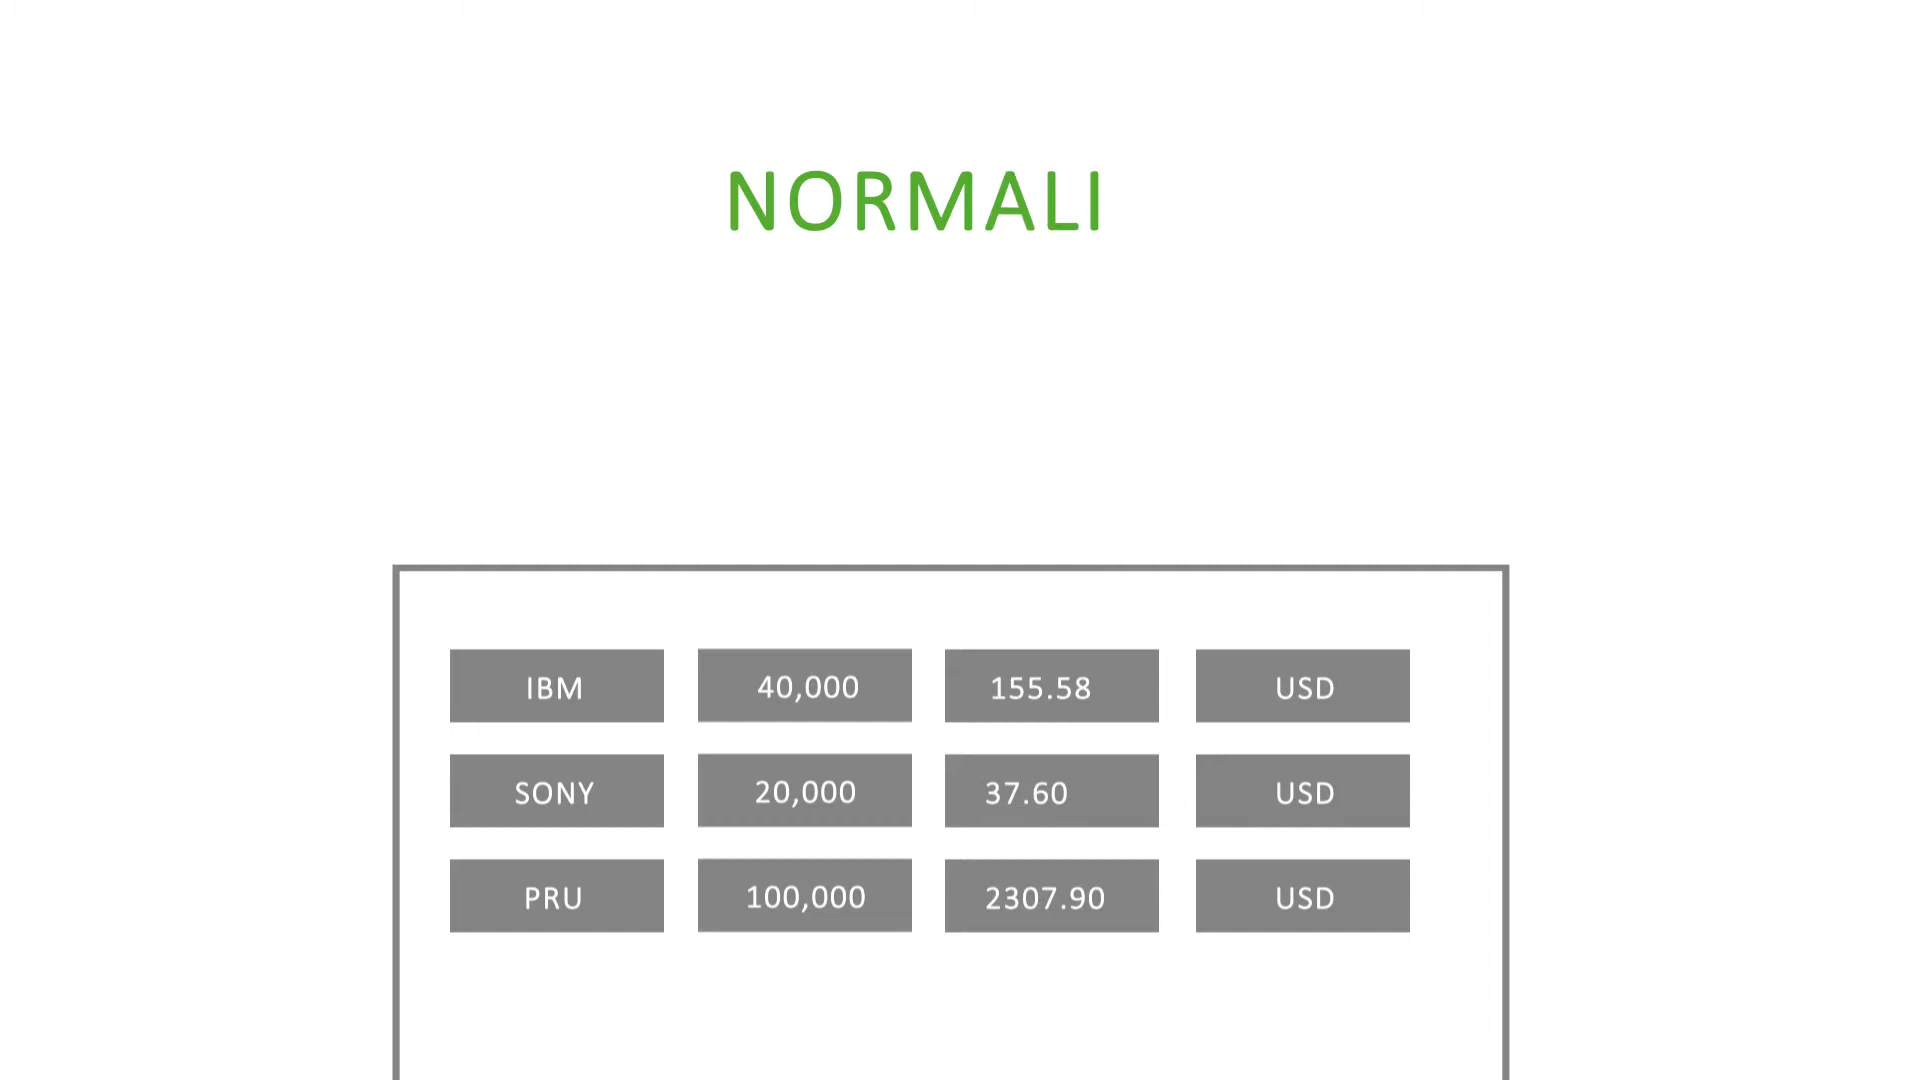 NORMALI
IBM 40,000 155.58 USD
SONY 20,000 37.60 USD
PRU 100,000 2307.90 USD